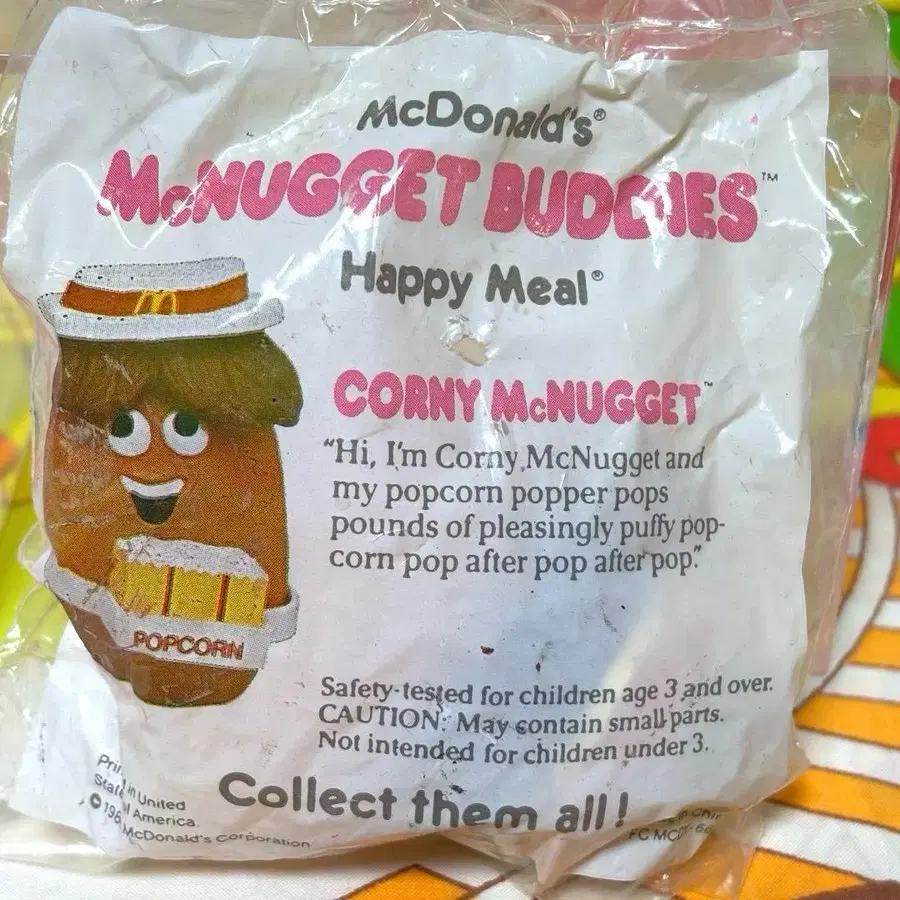 McDonald's®
McNUGGET BUDDIES™
Happy Meal®
CORNY McNUGGET™
"Hi, I'm Corny McNugget and
my popcorn popper pops
pounds of pleasingly puffy pop-
corn pop after pop after pop."
POPCORN
Safety-tested for children age 3 and over.
CAUTION: May contain small parts.
Not intended for children under 3.
Collect them all!
in United
America.
©
McDonald's Corporation